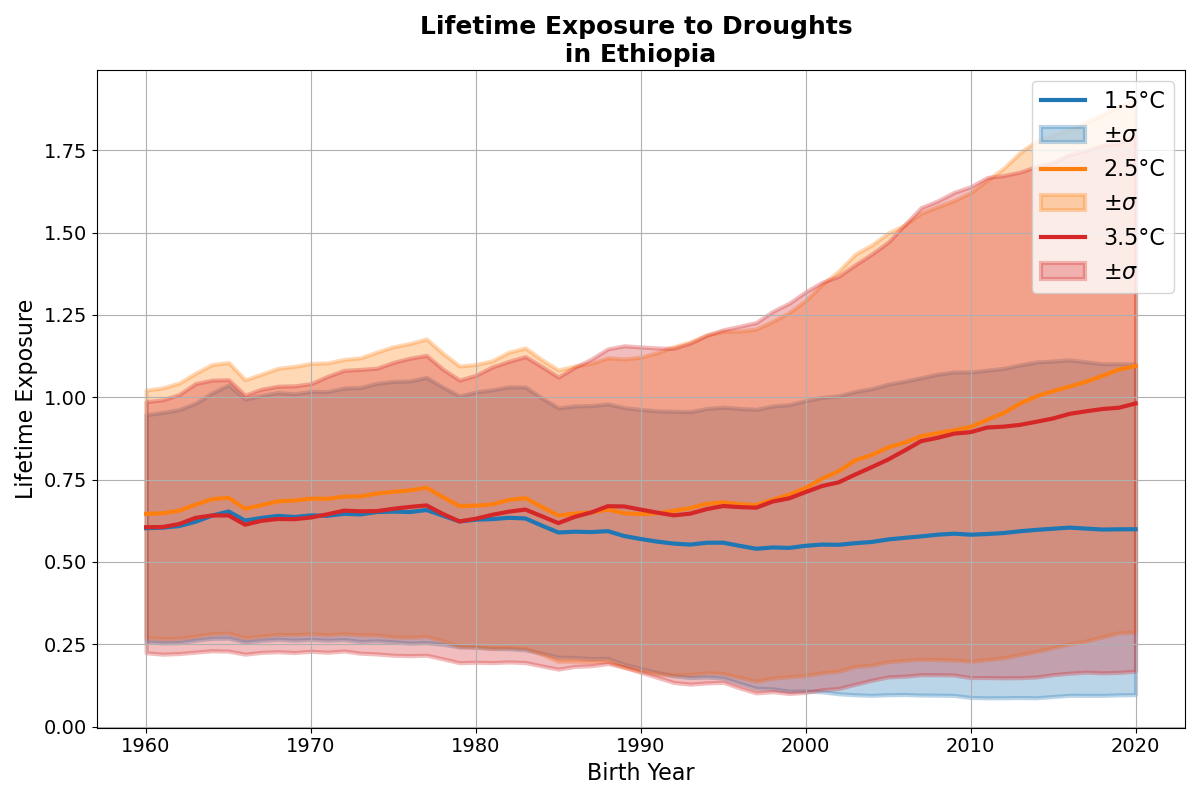 Lifetime Exposure to Droughts
in Ethiopia
1.5°C
±σ
2.5°C
±σ
3.5°C
±σ
Lifetime Exposure
1.75
1.50
1.25
1.00
0.75
0.50
0.25
0.00
1960 1970 1980 1990 2000 2010 2020
Birth Year